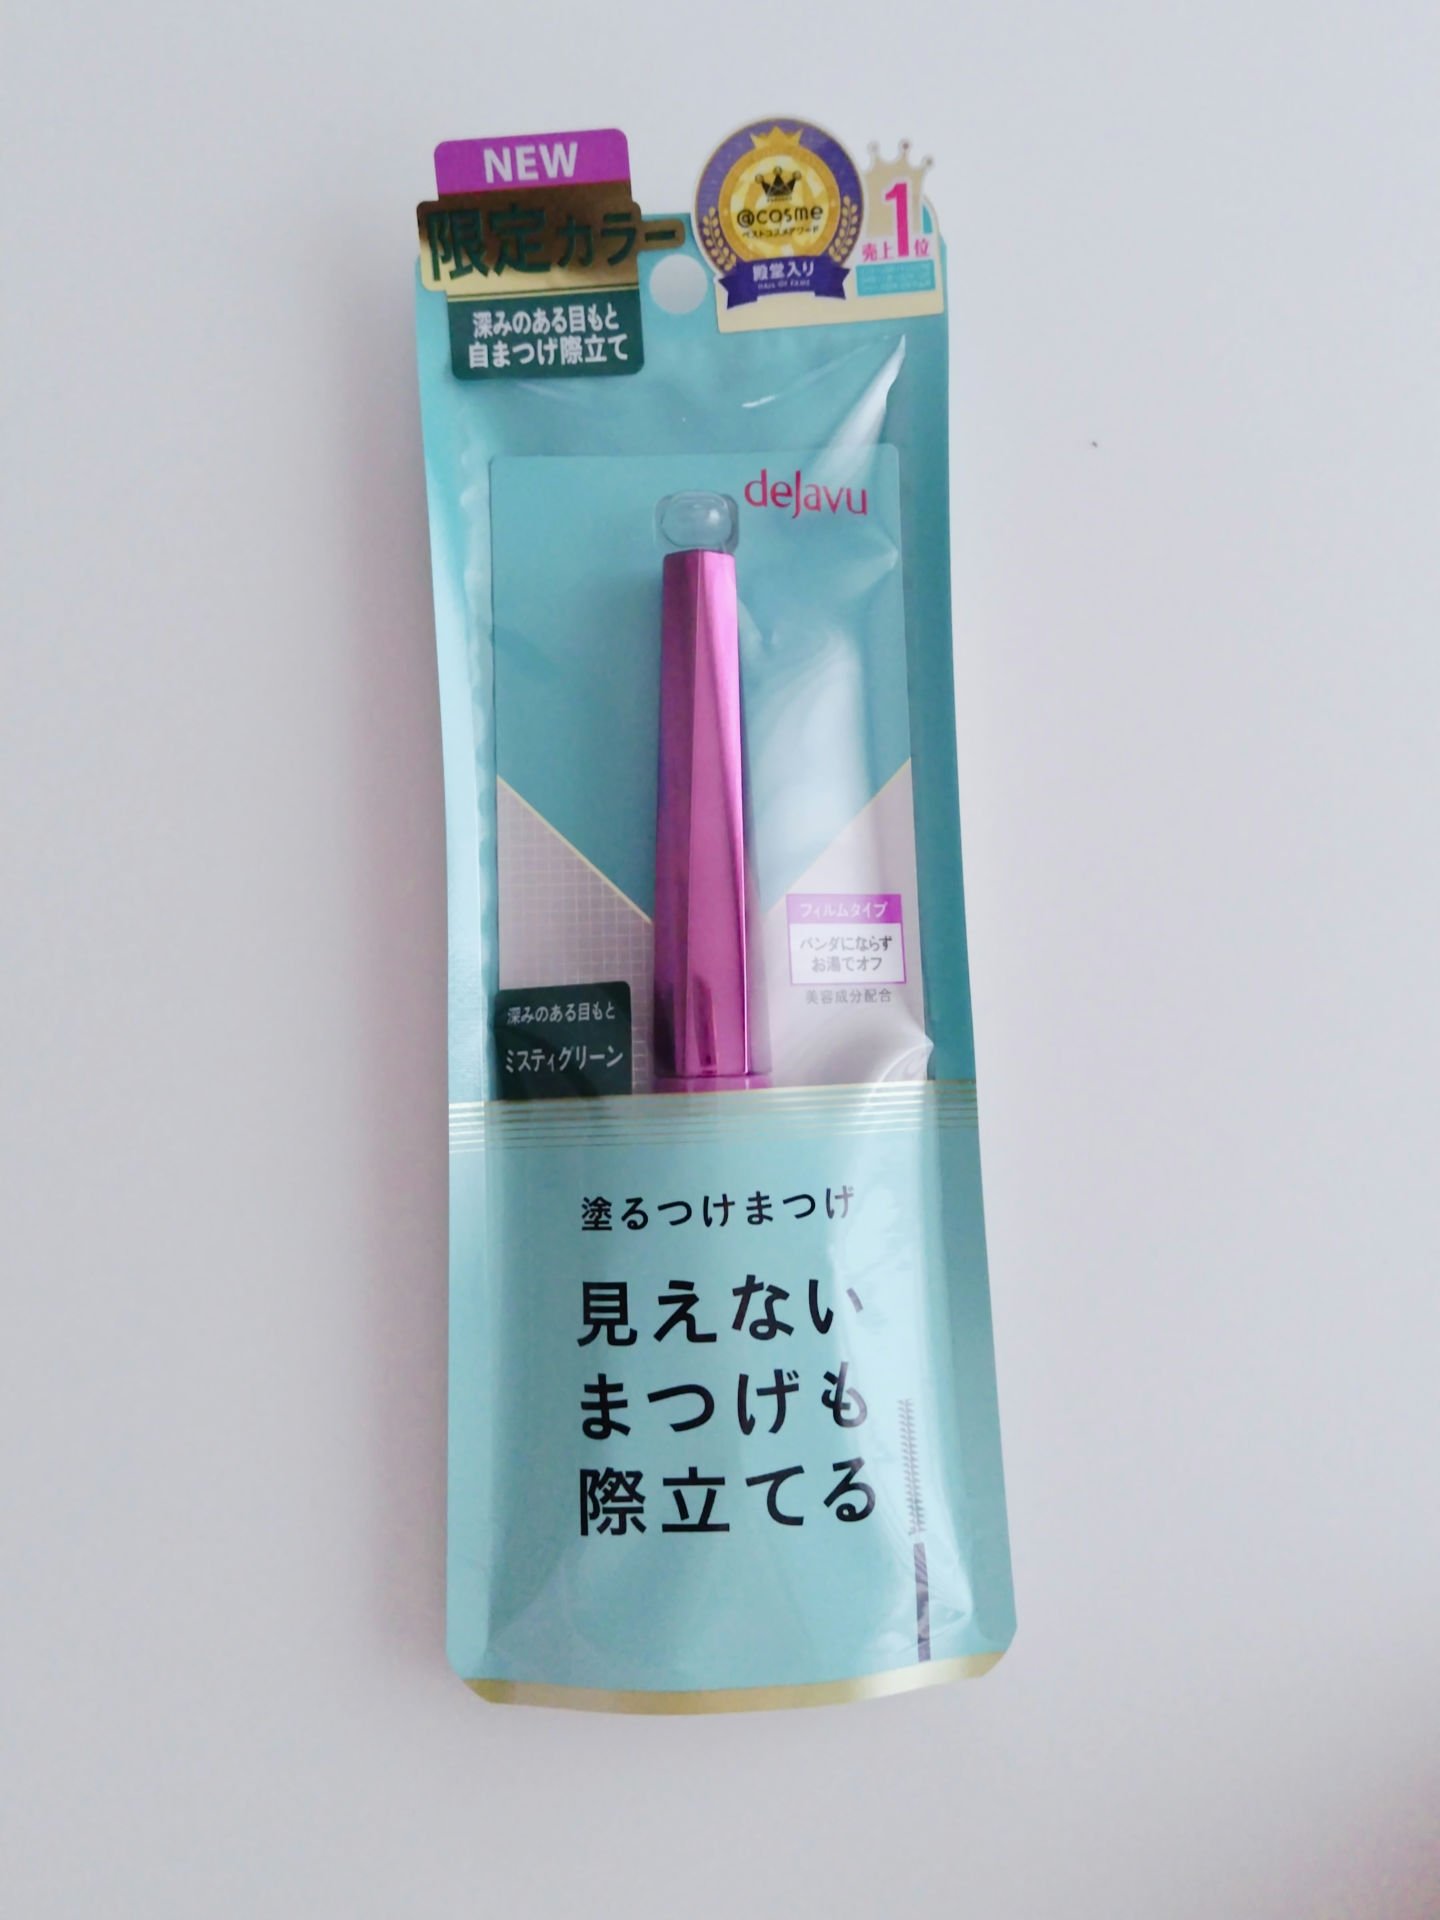 NEW
限定カラー
深みのある目もと
自まつげ際立て
@cosme
ベストコスメアワード
殿堂入り
HALL OF FAME
売上1位
dejavu
フィルムタイプ
パンダにならず
お湯でオフ
美容成分配合
深みのある目もと
ミスティグリーン
塗るつけまつげ
見えない
まつげも
際立てる